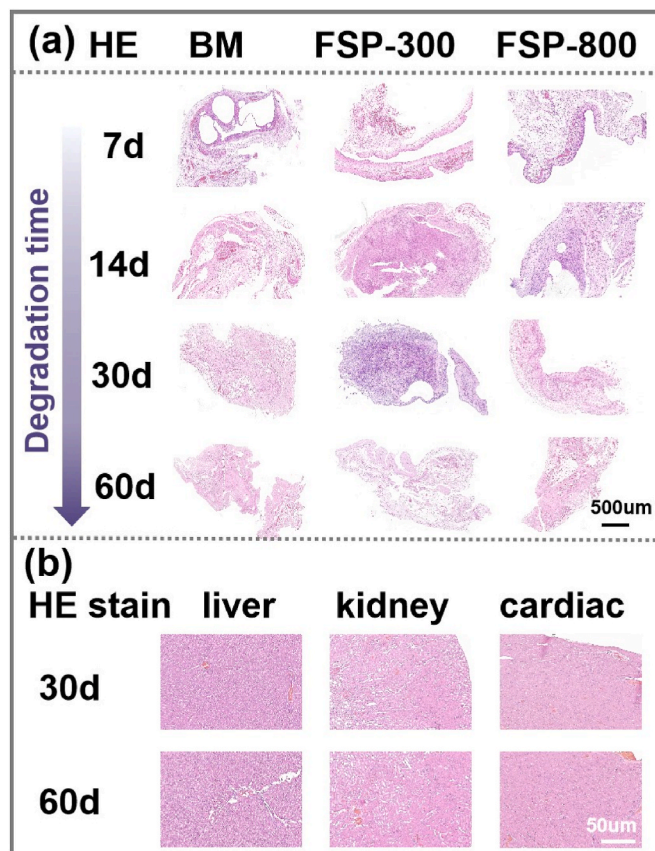 (a) HE BM FSP-300 FSP-800
Degradation time
7d
14d
30d
60d
500um
(b)
HE stain liver kidney cardiac
30d
60d
50um